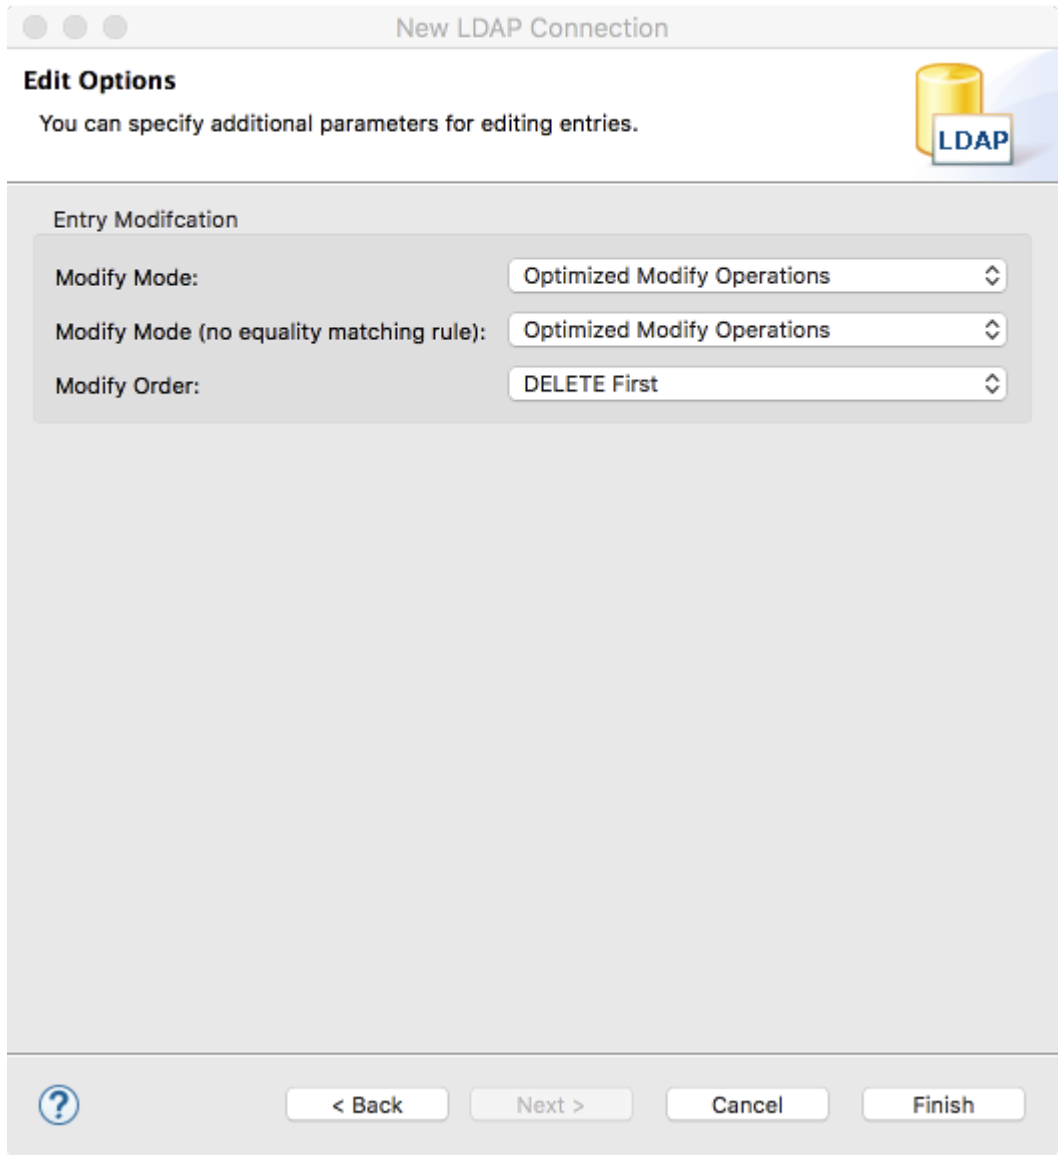 New LDAP Connection
Edit Options
You can specify additional parameters for editing entries.
LDAP
Entry Modifcation
Modify Mode: Optimized Modify Operations
Modify Mode (no equality matching rule): Optimized Modify Operations
Modify Order: DELETE First
? < Back Next > Cancel Finish